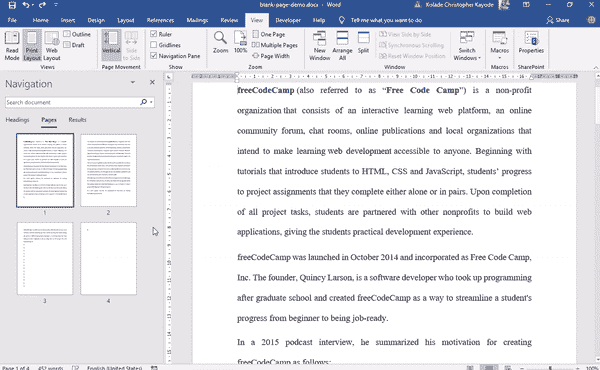 blank-page-demo.docx - Word
Kolade Christopher Kayode
File Home Insert Design Layout References Mailings Review View Developer Help Tell me what you want to do Share
Read Mode
Print Layout
Web Layout
Outline
Draft
Views
Vertical
Side to Side
Page Movement
Ruler
Gridlines
Navigation Pane
Show
Zoom
100%
One Page
Multiple Pages
Page Width
Zoom
New Window
Arrange All
Split
View Side by Side
Synchronous Scrolling
Reset Window Position
Window
Switch Windows
Macros
Macros
Properties
SharePoint
Navigation
Search document
Headings Pages Results
1
2
3
4
freeCodeCamp (also referred to as “Free Code Camp”) is a non-profit
organization that consists of an interactive learning web platform, an online
community forum, chat rooms, online publications and local organizations that
intend to make learning web development accessible to anyone. Beginning with
tutorials that introduce students to HTML, CSS and JavaScript, students’ progress
to project assignments that they complete either alone or in pairs. Upon completion
of all project tasks, students are partnered with other nonprofits to build web
applications, giving the students practical development experience.
freeCodeCamp was launched in October 2014 and incorporated as Free Code Camp,
Inc. The founder, Quincy Larson, is a software developer who took up programming
after graduate school and created freeCodeCamp as a way to streamline a student's
progress from beginner to being job-ready.
In a 2015 podcast interview, he summarized his motivation for creating
freeCodeCamp as follows:
Page 1 of 4 452 words English (United States) 100%